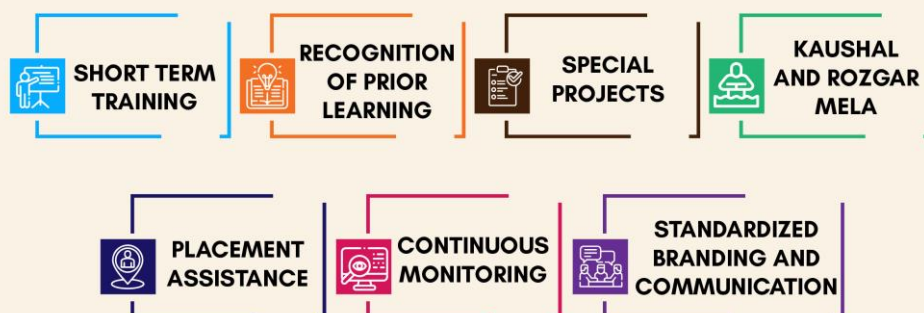 SHORT TERM
TRAINING
RECOGNITION
OF PRIOR
LEARNING
SPECIAL
PROJECTS
KAUSHAL
AND ROZGAR
MELA
PLACEMENT
ASSISTANCE
CONTINUOUS
MONITORING
STANDARDIZED
BRANDING AND
COMMUNICATION